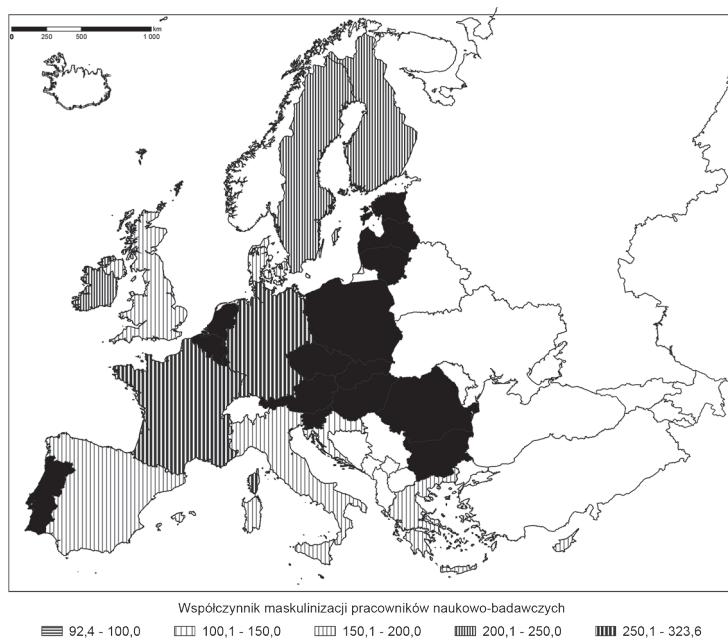 km
0 250 500 1 000
Współczynnik maskulinizacji pracowników naukowo-badawczych
92,4 - 100,0 100,1 - 150,0 150,1 - 200,0 200,1 - 250,0 250,1 - 323,6